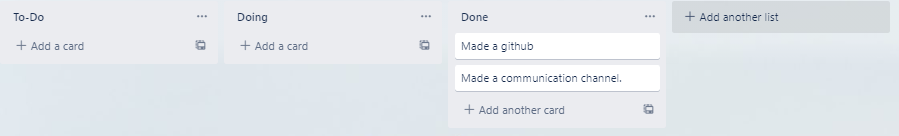 To-Do
+ Add a card
Doing
+ Add a card
Done
Made a github
Made a communication channel.
+ Add another card
+ Add another list